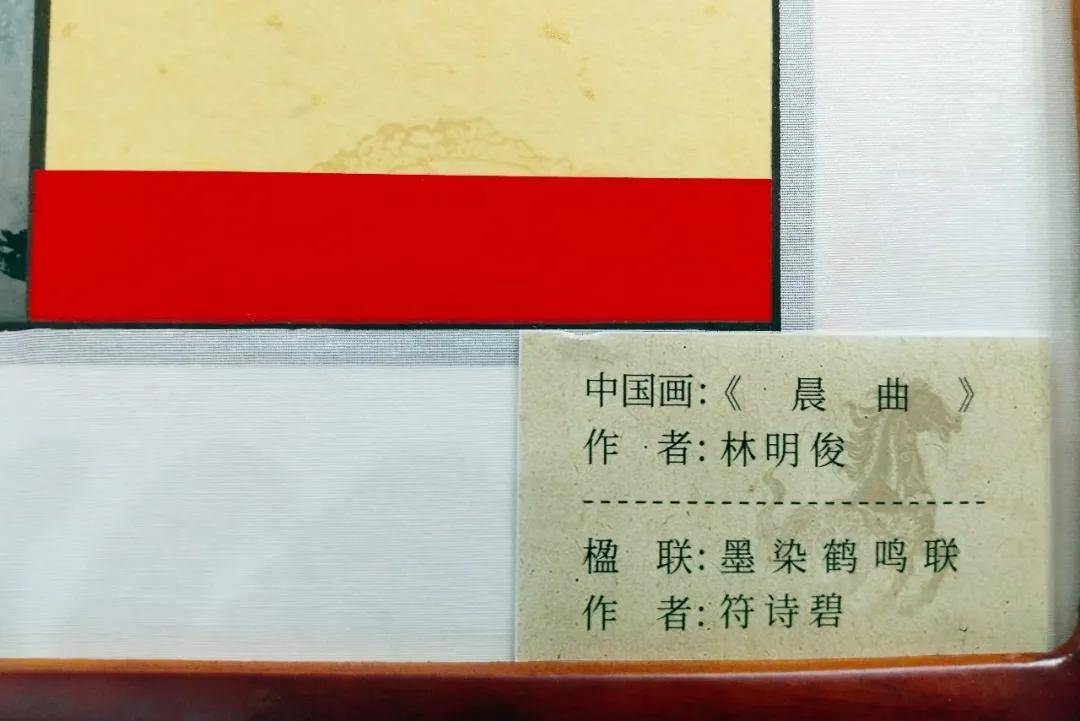 中国画:《 晨 曲 》
作 者:林明俊
楹 联:墨染鹤鸣联
作 者:符诗碧